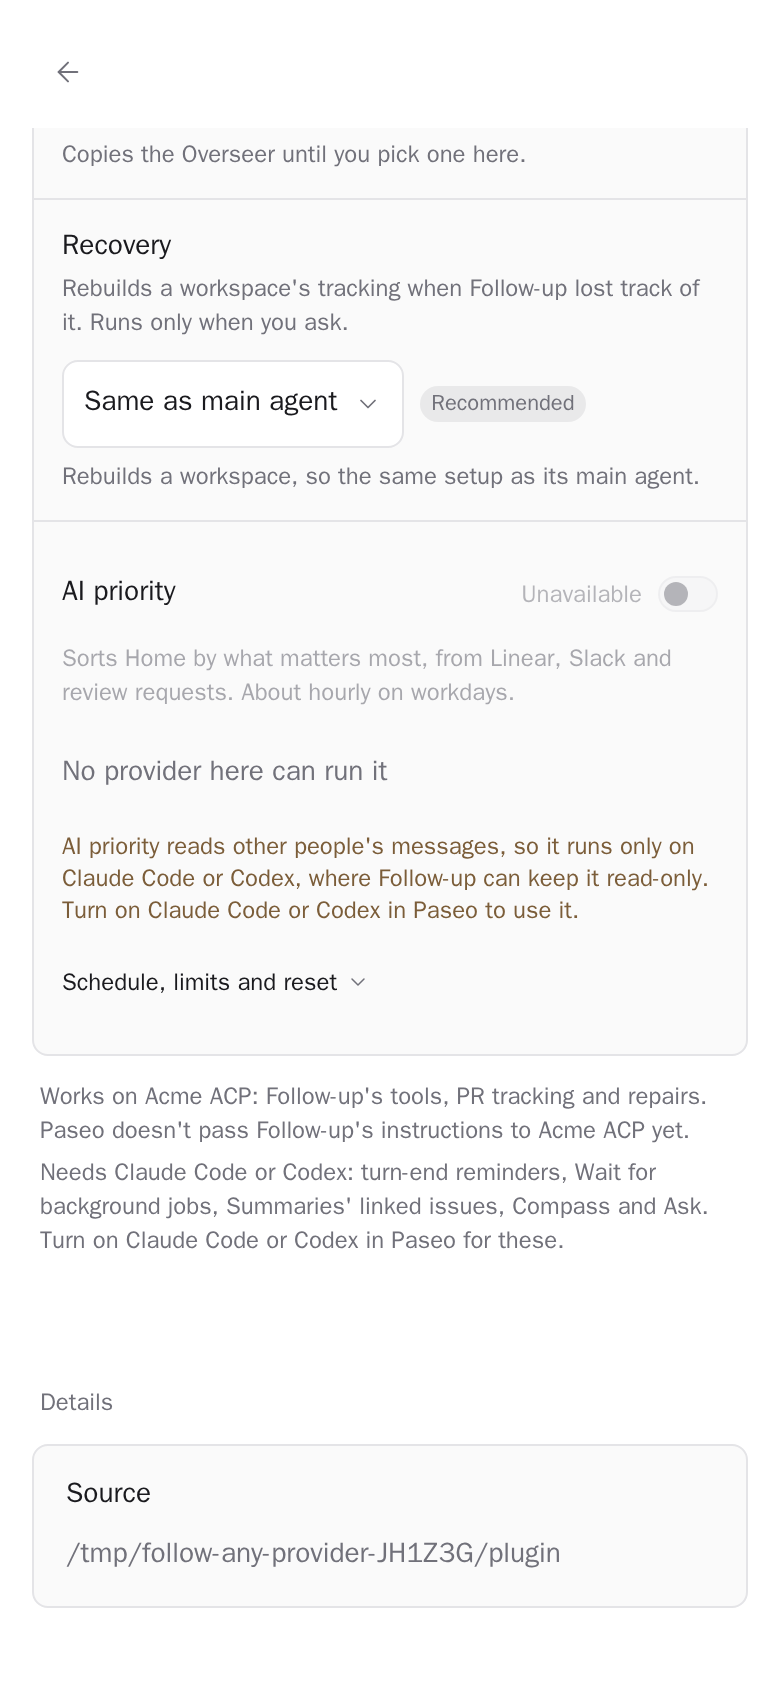 Copies the Overseer until you pick one here.
Recovery
Rebuilds a workspace's tracking when Follow-up lost track of
it. Runs only when you ask.
Same as main agent
Recommended
Rebuilds a workspace, so the same setup as its main agent.
AI priority
Unavailable
Sorts Home by what matters most, from Linear, Slack and
review requests. About hourly on workdays.
No provider here can run it
AI priority reads other people's messages, so it runs only on
Claude Code or Codex, where Follow-up can keep it read-only.
Turn on Claude Code or Codex in Paseo to use it.
Schedule, limits and reset
Works on Acme ACP: Follow-up's tools, PR tracking and repairs.
Paseo doesn't pass Follow-up's instructions to Acme ACP yet.
Needs Claude Code or Codex: turn-end reminders, Wait for
background jobs, Summaries' linked issues, Compass and Ask.
Turn on Claude Code or Codex in Paseo for these.
Details
Source
/tmp/follow-any-provider-JH1Z3G/plugin